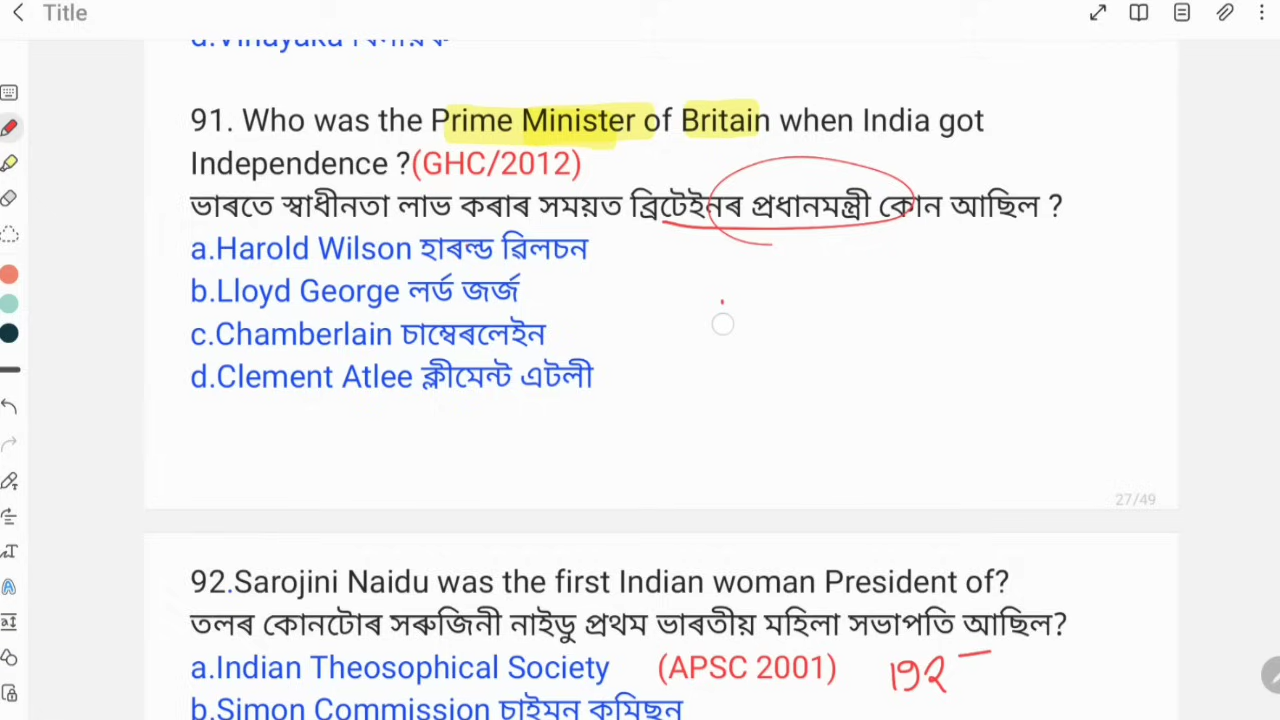 Title
91. Who was the Prime Minister of Britain when India got
Independence ?(GHC/2012)
ভাৰতে স্বাধীনতা লাভ কৰাৰ সময়ত ব্ৰিটেইনৰ প্ৰধানমন্ত্ৰী কোন আছিল ?
a.Harold Wilson হাৰল্ড ৱিলচন
b.Lloyd George লৰ্ড জৰ্জ
c.Chamberlain চাম্বেৰলেইন
d.Clement Atlee ক্লীমেন্ট এটলী
27/49
92.Sarojini Naidu was the first Indian woman President of?
তলৰ কোনটোৰ সৰুজিনী নাইডু প্ৰথম ভাৰতীয় মহিলা সভাপতি আছিল?
a.Indian Theosophical Society (APSC 2001)
b.Simon Commission চাইমন কমিছন